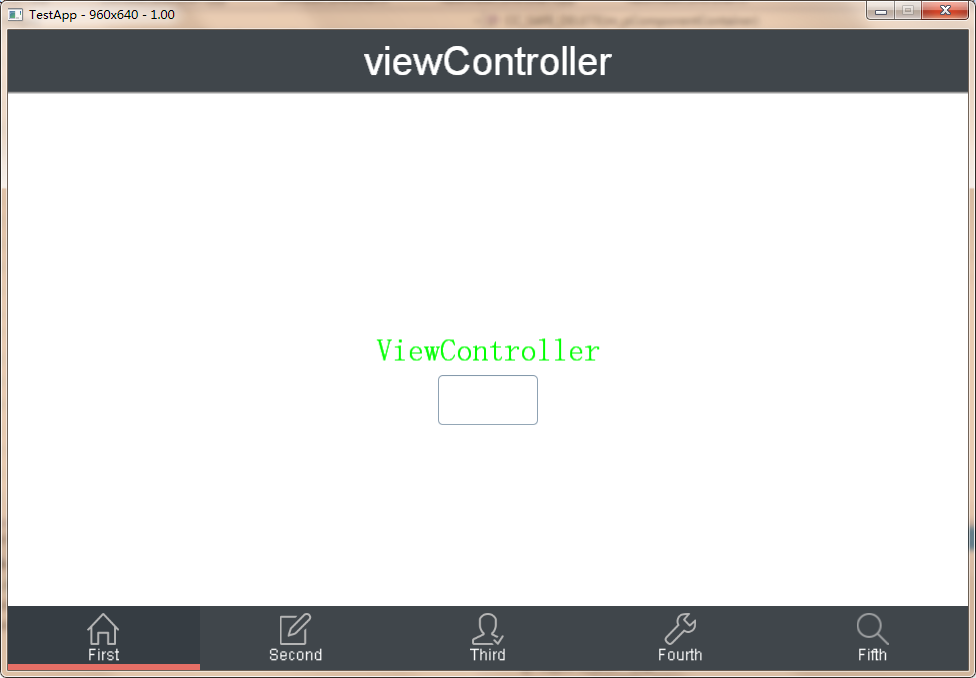 TestApp - 960x640 - 1.00
viewController
ViewController
First
Second
Third
Fourth
Fifth